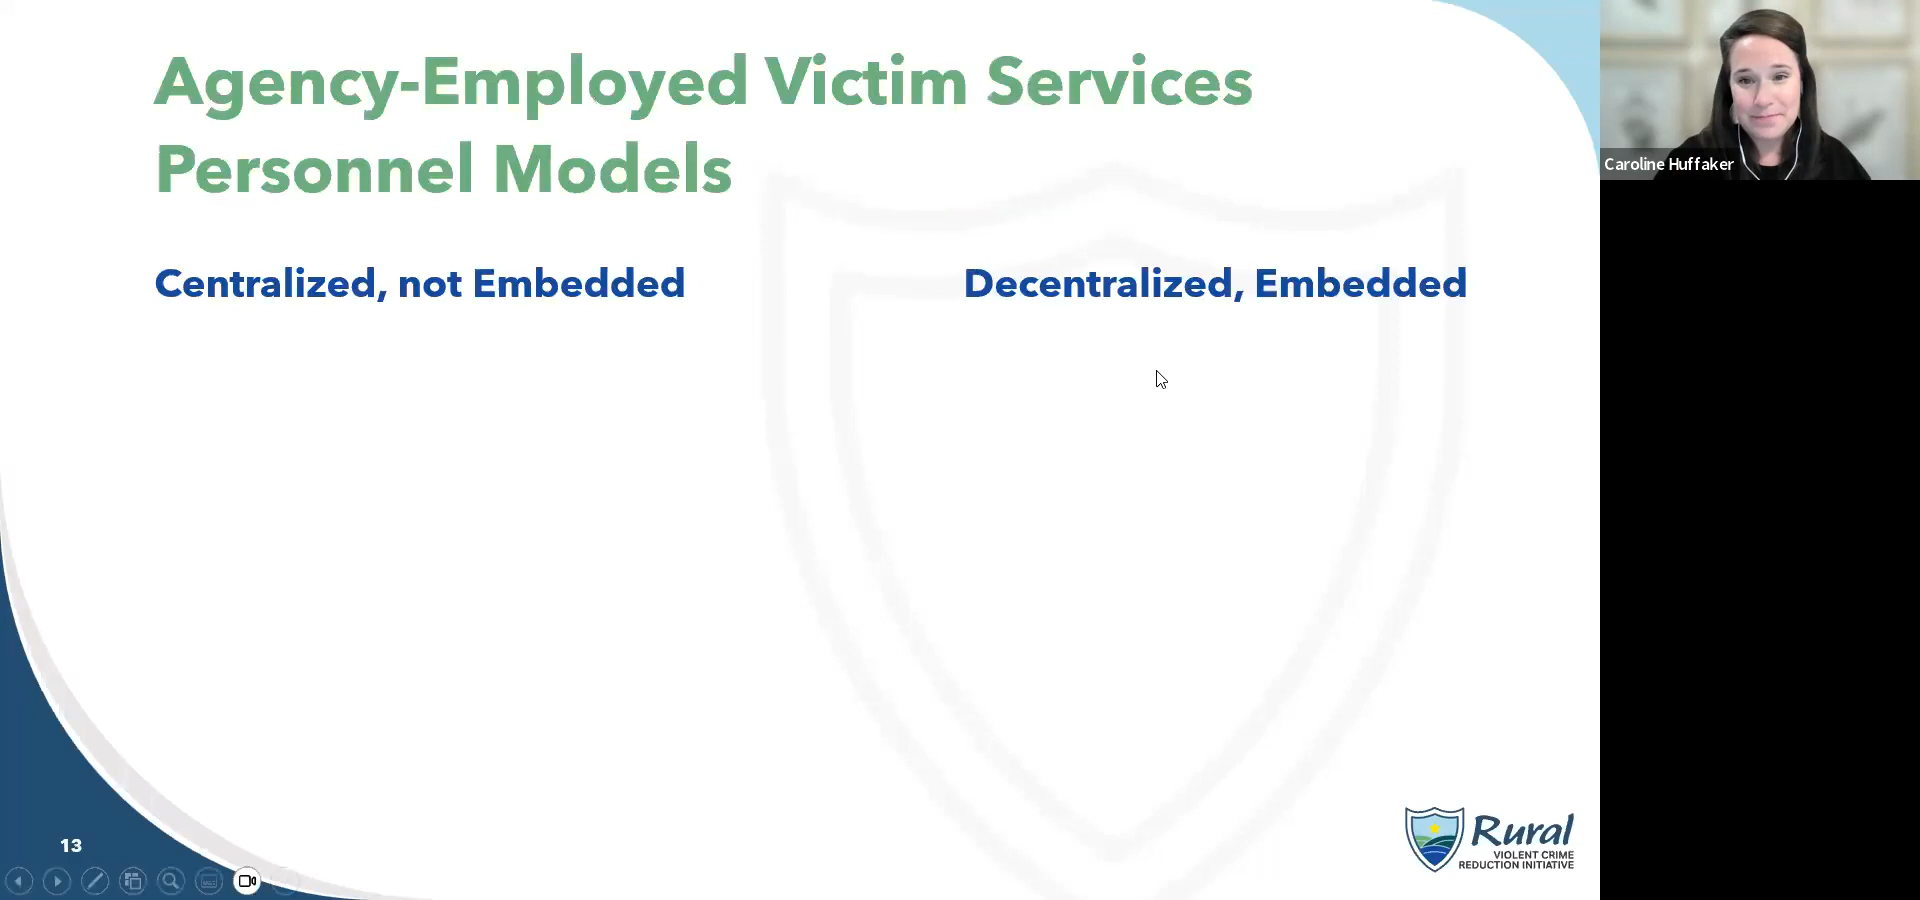 Agency-Employed Victim Services
Personnel Models
Centralized, not Embedded
Decentralized, Embedded
Caroline Huffaker
13
Rural
VIOLENT CRIME
REDUCTION INITIATIVE